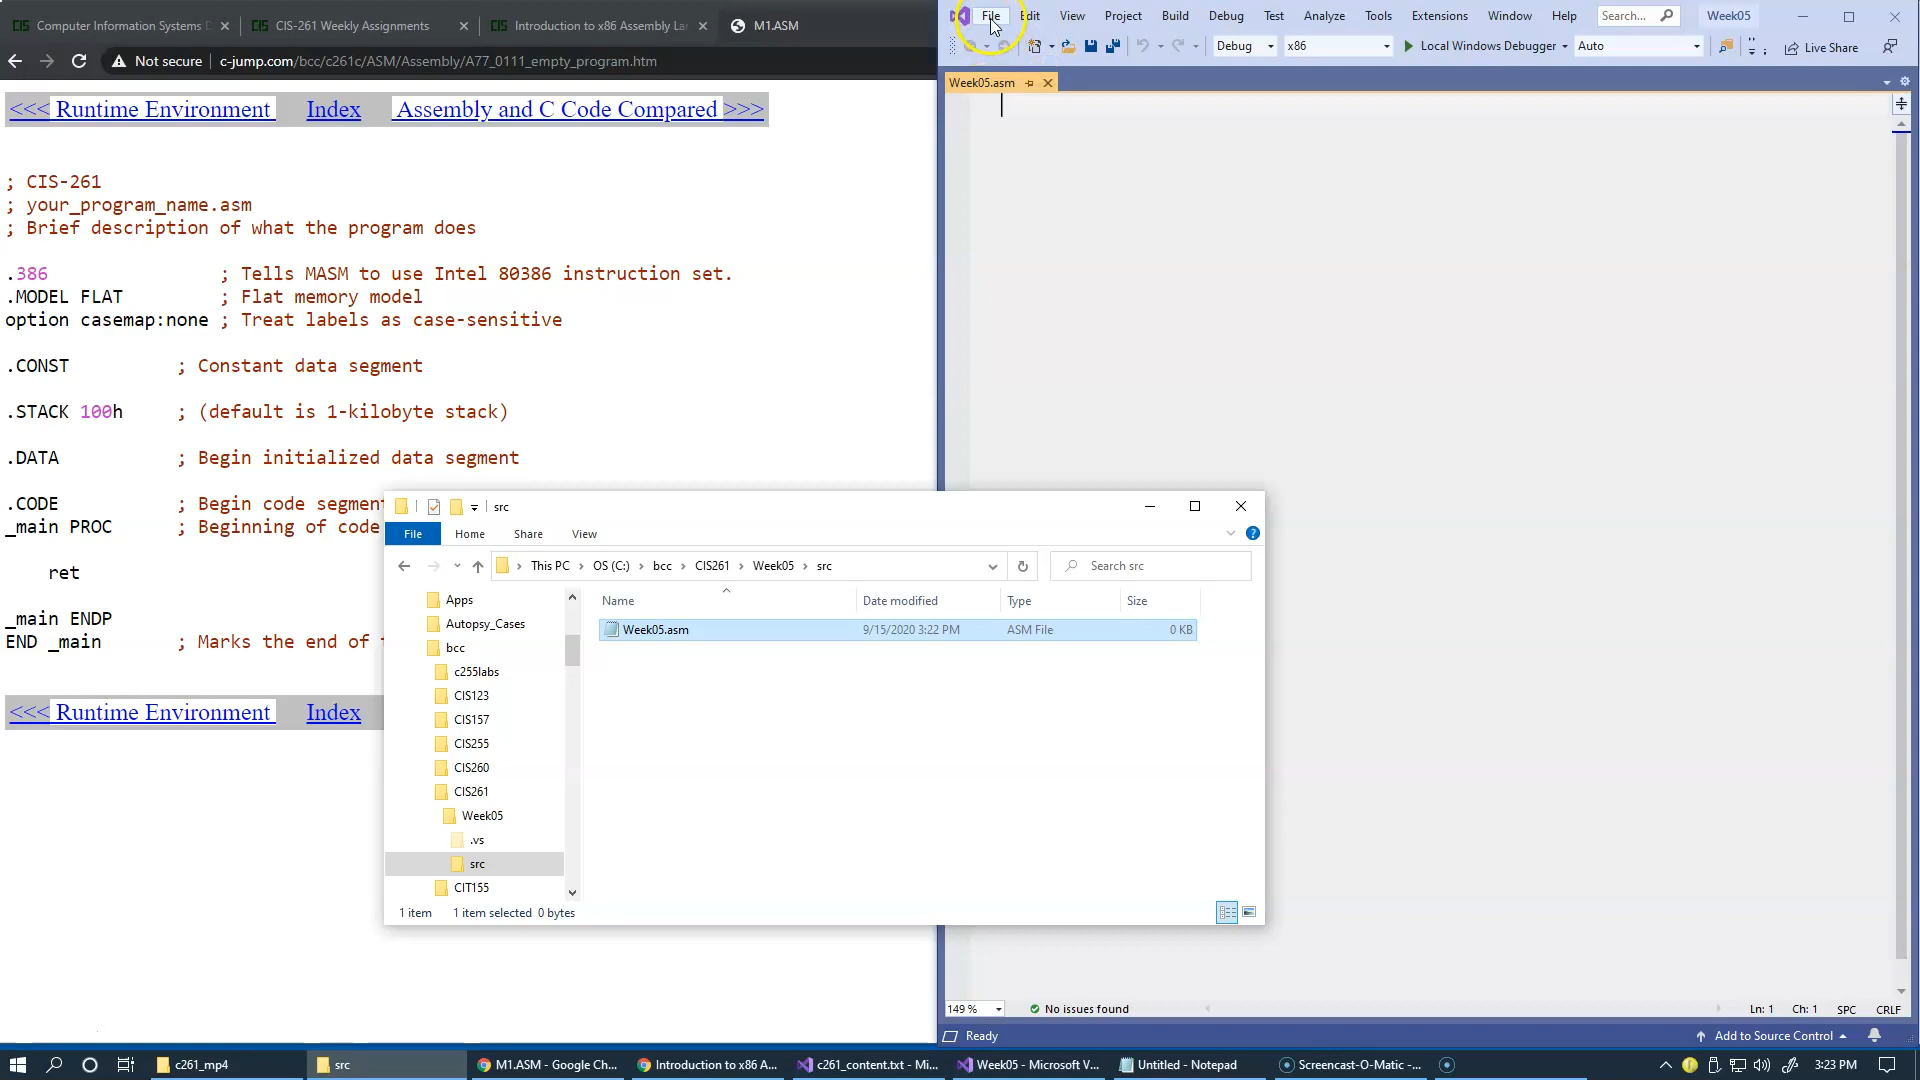 Computer Information Systems D
CIS-261 Weekly Assignments
Introduction to x86 Assembly La
M1.ASM
Not secure
c-jump.com/bcc/c261c/ASM/Assembly/A77_0111_empty_program.htm
<<< Runtime Environment Index Assembly and C Code Compared >>>
; CIS-261
; your_program_name.asm
; Brief description of what the program does
.386 ; Tells MASM to use Intel 80386 instruction set.
.MODEL FLAT ; Flat memory model
option casemap:none ; Treat labels as case-sensitive
.CONST ; Constant data segment
.STACK 100h ; (default is 1-kilobyte stack)
.DATA ; Begin initialized data segment
.CODE ; Begin code segment
_main PROC ; Beginning of code
ret
_main ENDP
END _main ; Marks the end of
<<< Runtime Environment Index
File Edit View Project Build Debug Test Analyze Tools Extensions Window Help Search... Week05
Debug x86 Local Windows Debugger Auto Live Share
Week05.asm
src
File Home Share View
This PC OS (C:) bcc CIS261 Week05 src
Search src
Apps
Autopsy_Cases
bcc
c255labs
CIS123
CIS157
CIS255
CIS260
CIS261
Week05
.vs
src
CIT155
Name Date modified Type Size
Week05.asm 9/15/2020 3:22 PM ASM File 0 KB
1 item 1 item selected 0 bytes
149 % No issues found Ln: 1 Ch: 1 SPC CRLF
Ready Add to Source Control
c261_mp4
src
M1.ASM - Google Ch...
Introduction to x86 A...
c261_content.txt - Mi...
Week05 - Microsoft V...
Untitled - Notepad
Screencast-O-Matic -...
3:23 PM